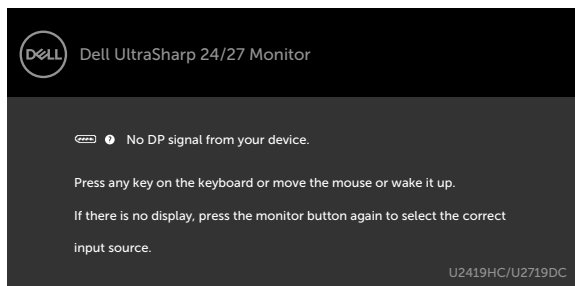 DELL Dell UltraSharp 24/27 Monitor
? No DP signal from your device.
Press any key on the keyboard or move the mouse or wake it up.
If there is no display, press the monitor button again to select the correct
input source.
U2419HC/U2719DC